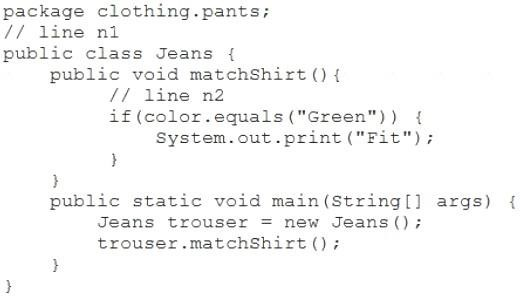 package clothing.pants;
// line n1
public class Jeans {
    public void matchShirt(){
        // line n2
        if(color.equals("Green")) {
            System.out.print("Fit");
        }
    }
    public static void main(String[] args) {
        Jeans trouser = new Jeans();
        trouser.matchShirt();
    }
}